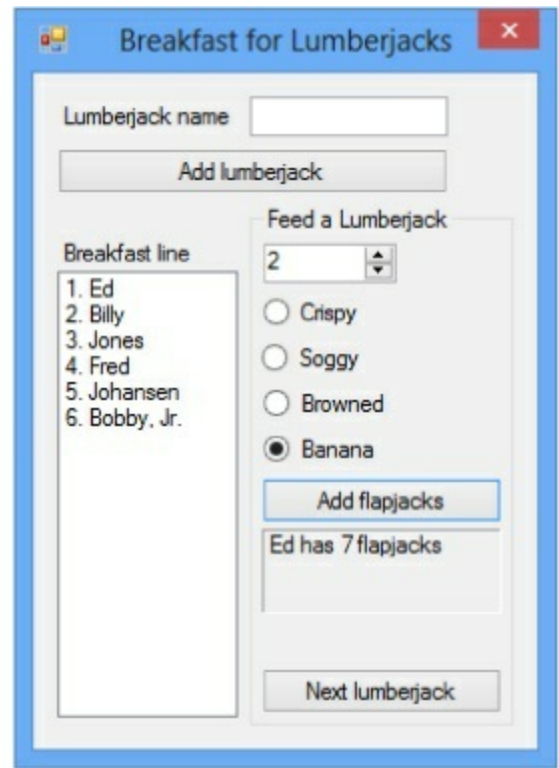 Breakfast for Lumberjacks
Lumberjack name
Add lumberjack
Breakfast line
1. Ed
2. Billy
3. Jones
4. Fred
5. Johansen
6. Bobby, Jr.
Feed a Lumberjack
2
Crispy
Soggy
Browned
Banana
Add flapjacks
Ed has 7 flapjacks
Next lumberjack